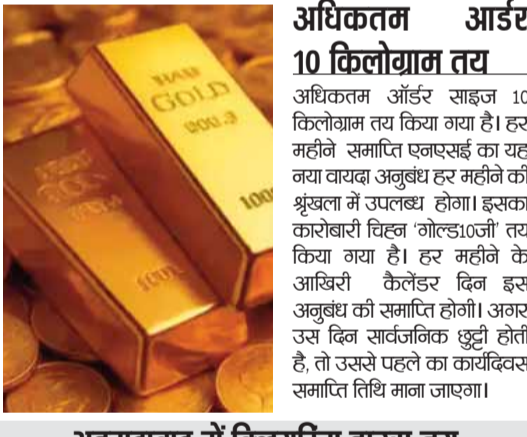 अधिकतम आर्डर
10 किलोग्राम तय
अधिकतम ऑर्डर साइज 10
किलोग्राम तय किया गया है। हर
महीने समाप्ति एनएसई का यह
नया वायदा अनुबंध हर महीने की
श्रृंखला में उपलब्ध होगा। इसका
कारोबारी चिह्न ‘गोल्ड10जी’ तय
किया गया है। हर महीने के
आखिरी कैलेंडर दिन इस
अनुबंध की समाप्ति होगी। अगर
उस दिन सार्वजनिक छुट्टी होती
है, तो उससे पहले का कार्यदिवस
समाप्ति तिथि माना जाएगा।
GOLD
1000